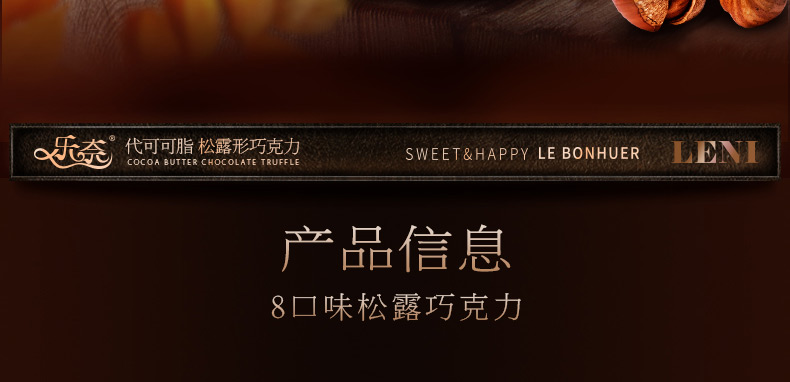 乐奈®
代可可脂 松露形巧克力
COCOA BUTTER CHOCOLATE TRUFFLE
SWEET&HAPPY LE BONHUER
LENI
产品信息
8口味松露巧克力